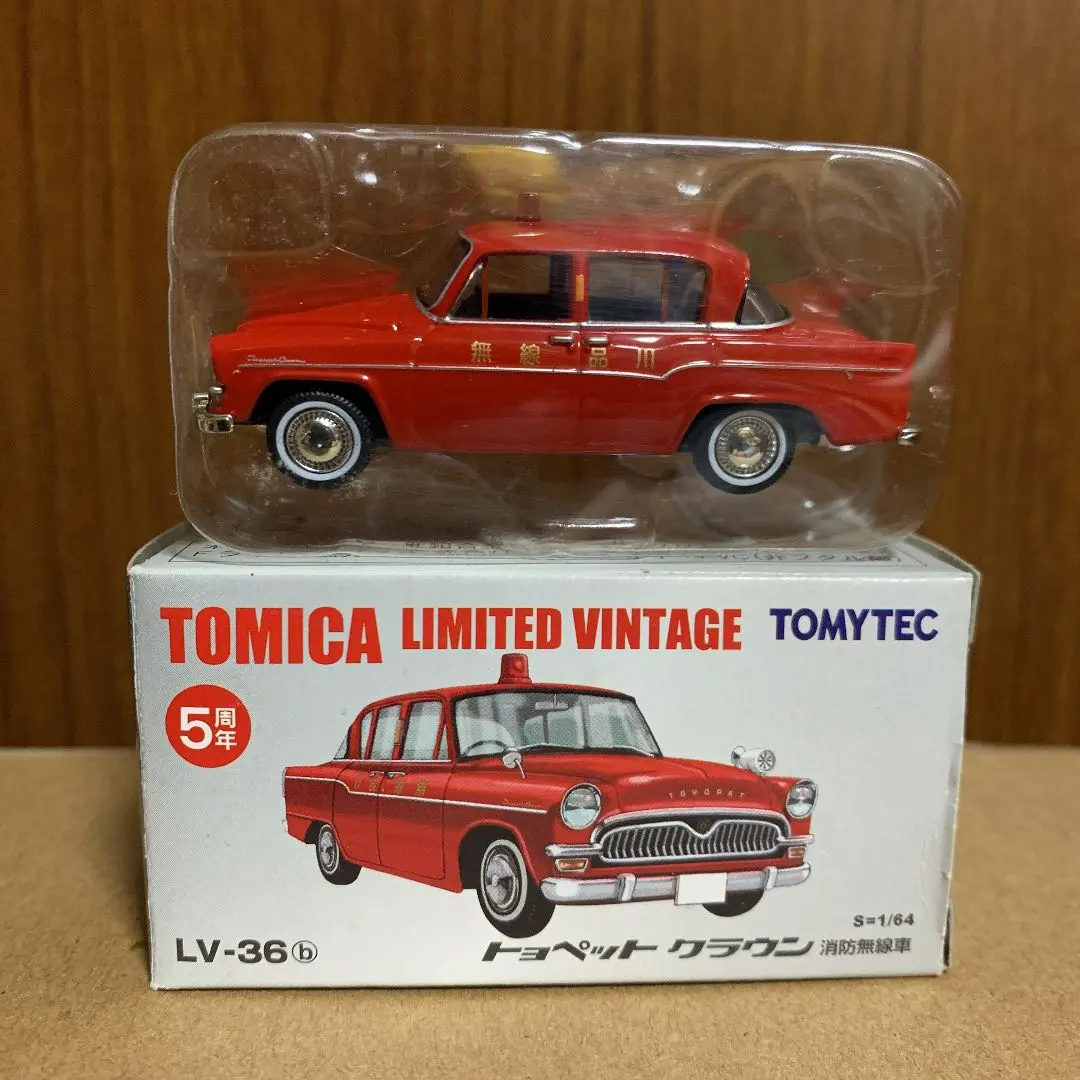 無線 品川
TOMICA LIMITED VINTAGE TOMYTEC
5周年
TOYOPET
S=1/64
LV-36ⓑ トヨペット クラウン 消防無線車